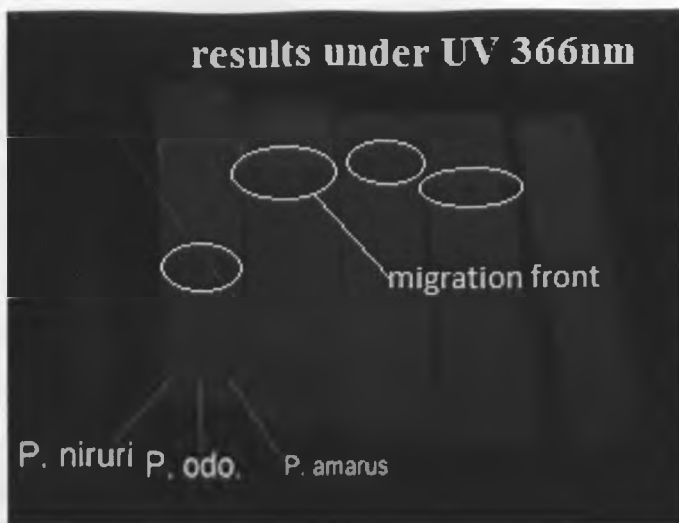 results under UV 366nm
migration front
P. niruri P. odo. P. amarus